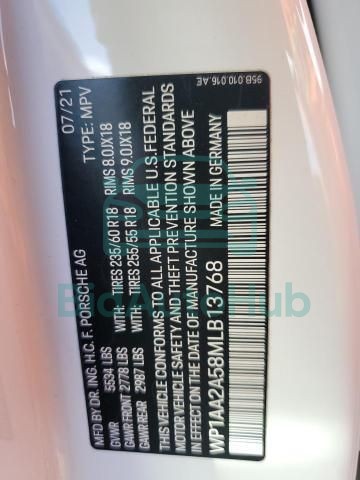 95B.010.016.AE
MFD BY DR. ING. H.C. F. PORSCHE AG 07/21
GVWR 5534 LBS TYPE: MPV
GAWR FRONT 2778 LBS WITH TIRES 235/60 R18 RIMS 8.0JX18
GAWR REAR 2987 LBS WITH TIRES 255/55 R18 RIMS 9.0JX18
THIS VEHICLE CONFORMS TO ALL APPLICABLE U.S. FEDERAL
MOTOR VEHICLE SAFETY AND THEFT PREVENTION STANDARDS
IN EFFECT ON THE DATE OF MANUFACTURE SHOWN ABOVE
WP1AA2A58MLB13768 MADE IN GERMANY
BidAutoHub